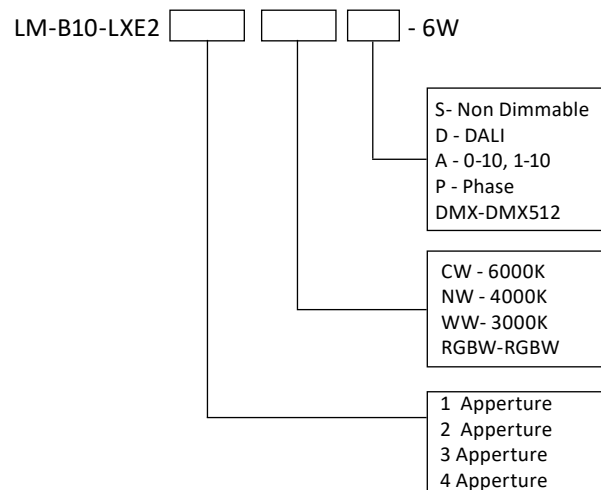 LM-B10-LXE2 - 6W
S- Non Dimmable
D - DALI
A - 0-10, 1-10
P - Phase
DMX-DMX512
CW - 6000K
NW - 4000K
WW- 3000K
RGBW-RGBW
1 Apperture
2 Apperture
3 Apperture
4 Apperture